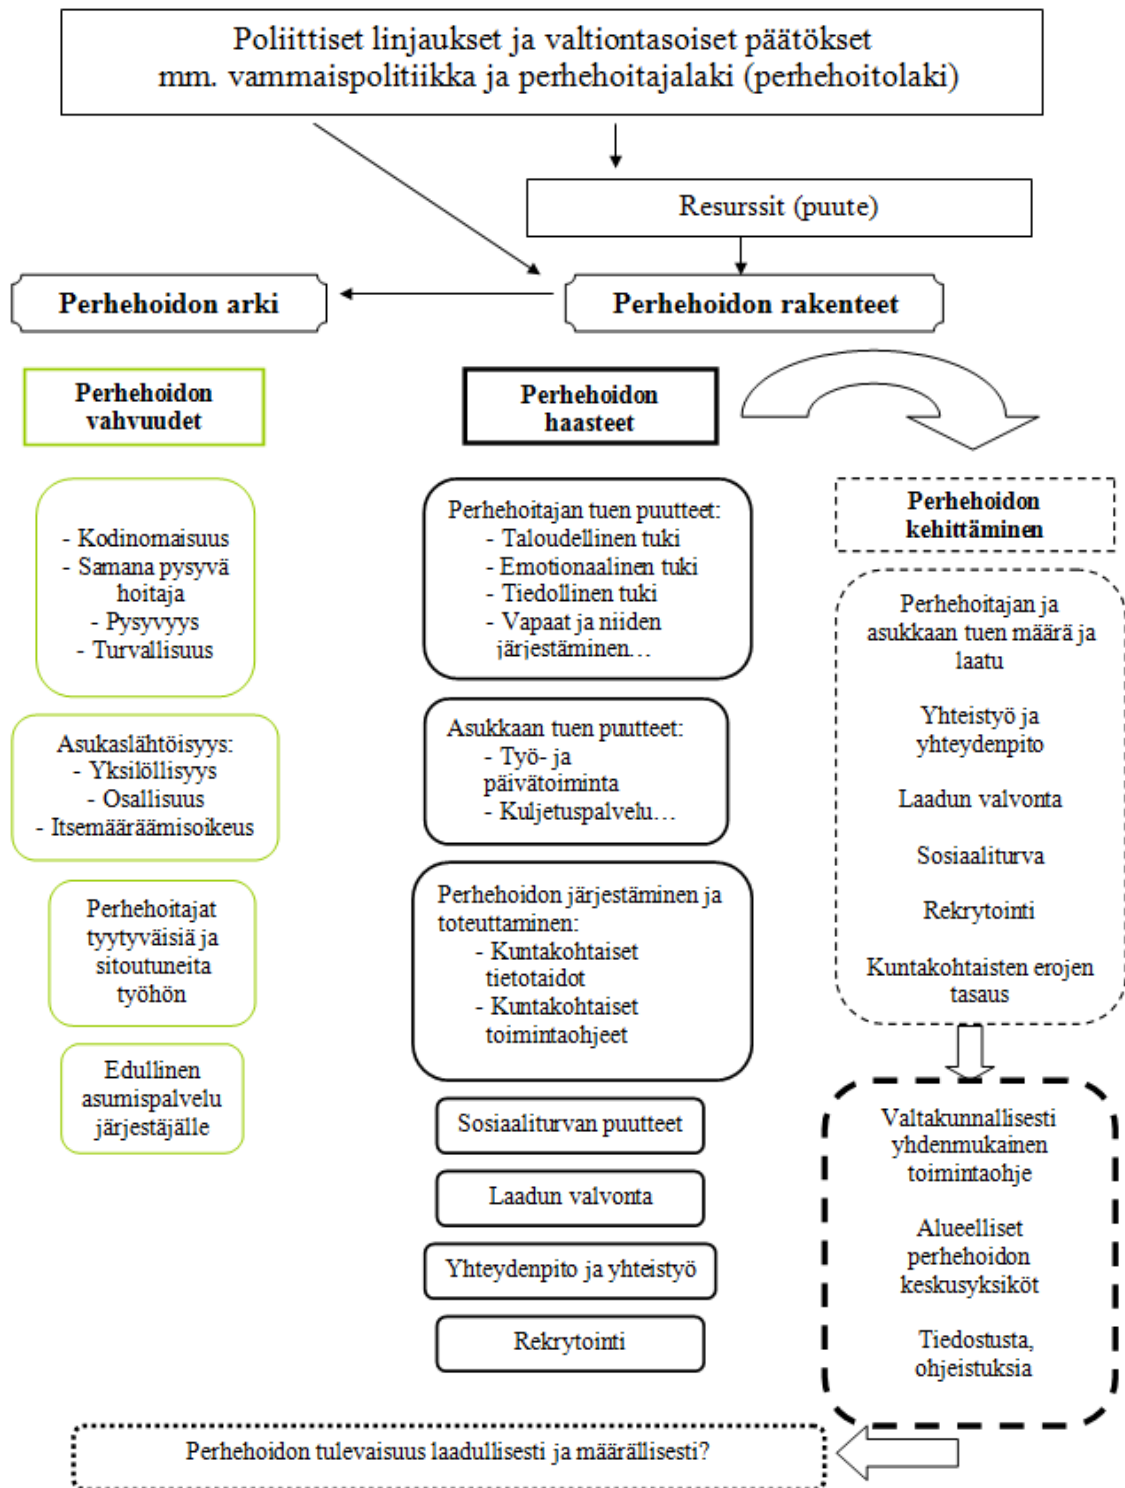 Poliittiset linjaukset ja valtiontasoiset päätökset
mm. vammaispolitiikka ja perhehoitajalaki (perhehoitolaki)
Resurssit (puute)
Perhehoidon arki
Perhehoidon rakenteet
Perhehoidon
vahvuudet
- Kodinomaisuus
- Samana pysyvä
hoitaja
- Pysyvyys
- Turvallisuus
Asukaslähtöisyys:
- Yksilöllisyys
- Osallisuus
- Itsemääräämisoikeus
Perhehoitajat
tyytyväisiä ja
sitoutuneita
työhön
Edullinen
asumispalvelu
järjestäjälle
Perhehoidon
haasteet
Perhehoitajan tuen puutteet:
- Taloudellinen tuki
- Emotionaalinen tuki
- Tiedollinen tuki
- Vapaat ja niiden
järjestäminen...
Asukkaan tuen puutteet:
- Työ- ja
päivätoiminta
- Kuljetuspalvelu...
Perhehoidon järjestäminen ja
toteuttaminen:
- Kuntakohtaiset
tietotaidot
- Kuntakohtaiset
toimintaohjeet
Sosiaaliturvan puutteet
Laadun valvonta
Yhteydenpito ja yhteistyö
Rekrytointi
Perhehoidon
kehittäminen
Perhehoitajan ja
asukkaan tuen määrä ja
laatu
Yhteistyö ja
yhteydenpito
Laadun valvonta
Sosiaaliturva
Rekrytointi
Kuntakohtaisten erojen
tasaus
Valtakunnallisesti
yhdenmukainen
toimintaohje
Alueelliset
perhehoidon
keskusyksiköt
Tiedostusta,
ohjeistuksia
Perhehoidon tulevaisuus laadullisesti ja määrällisesti?